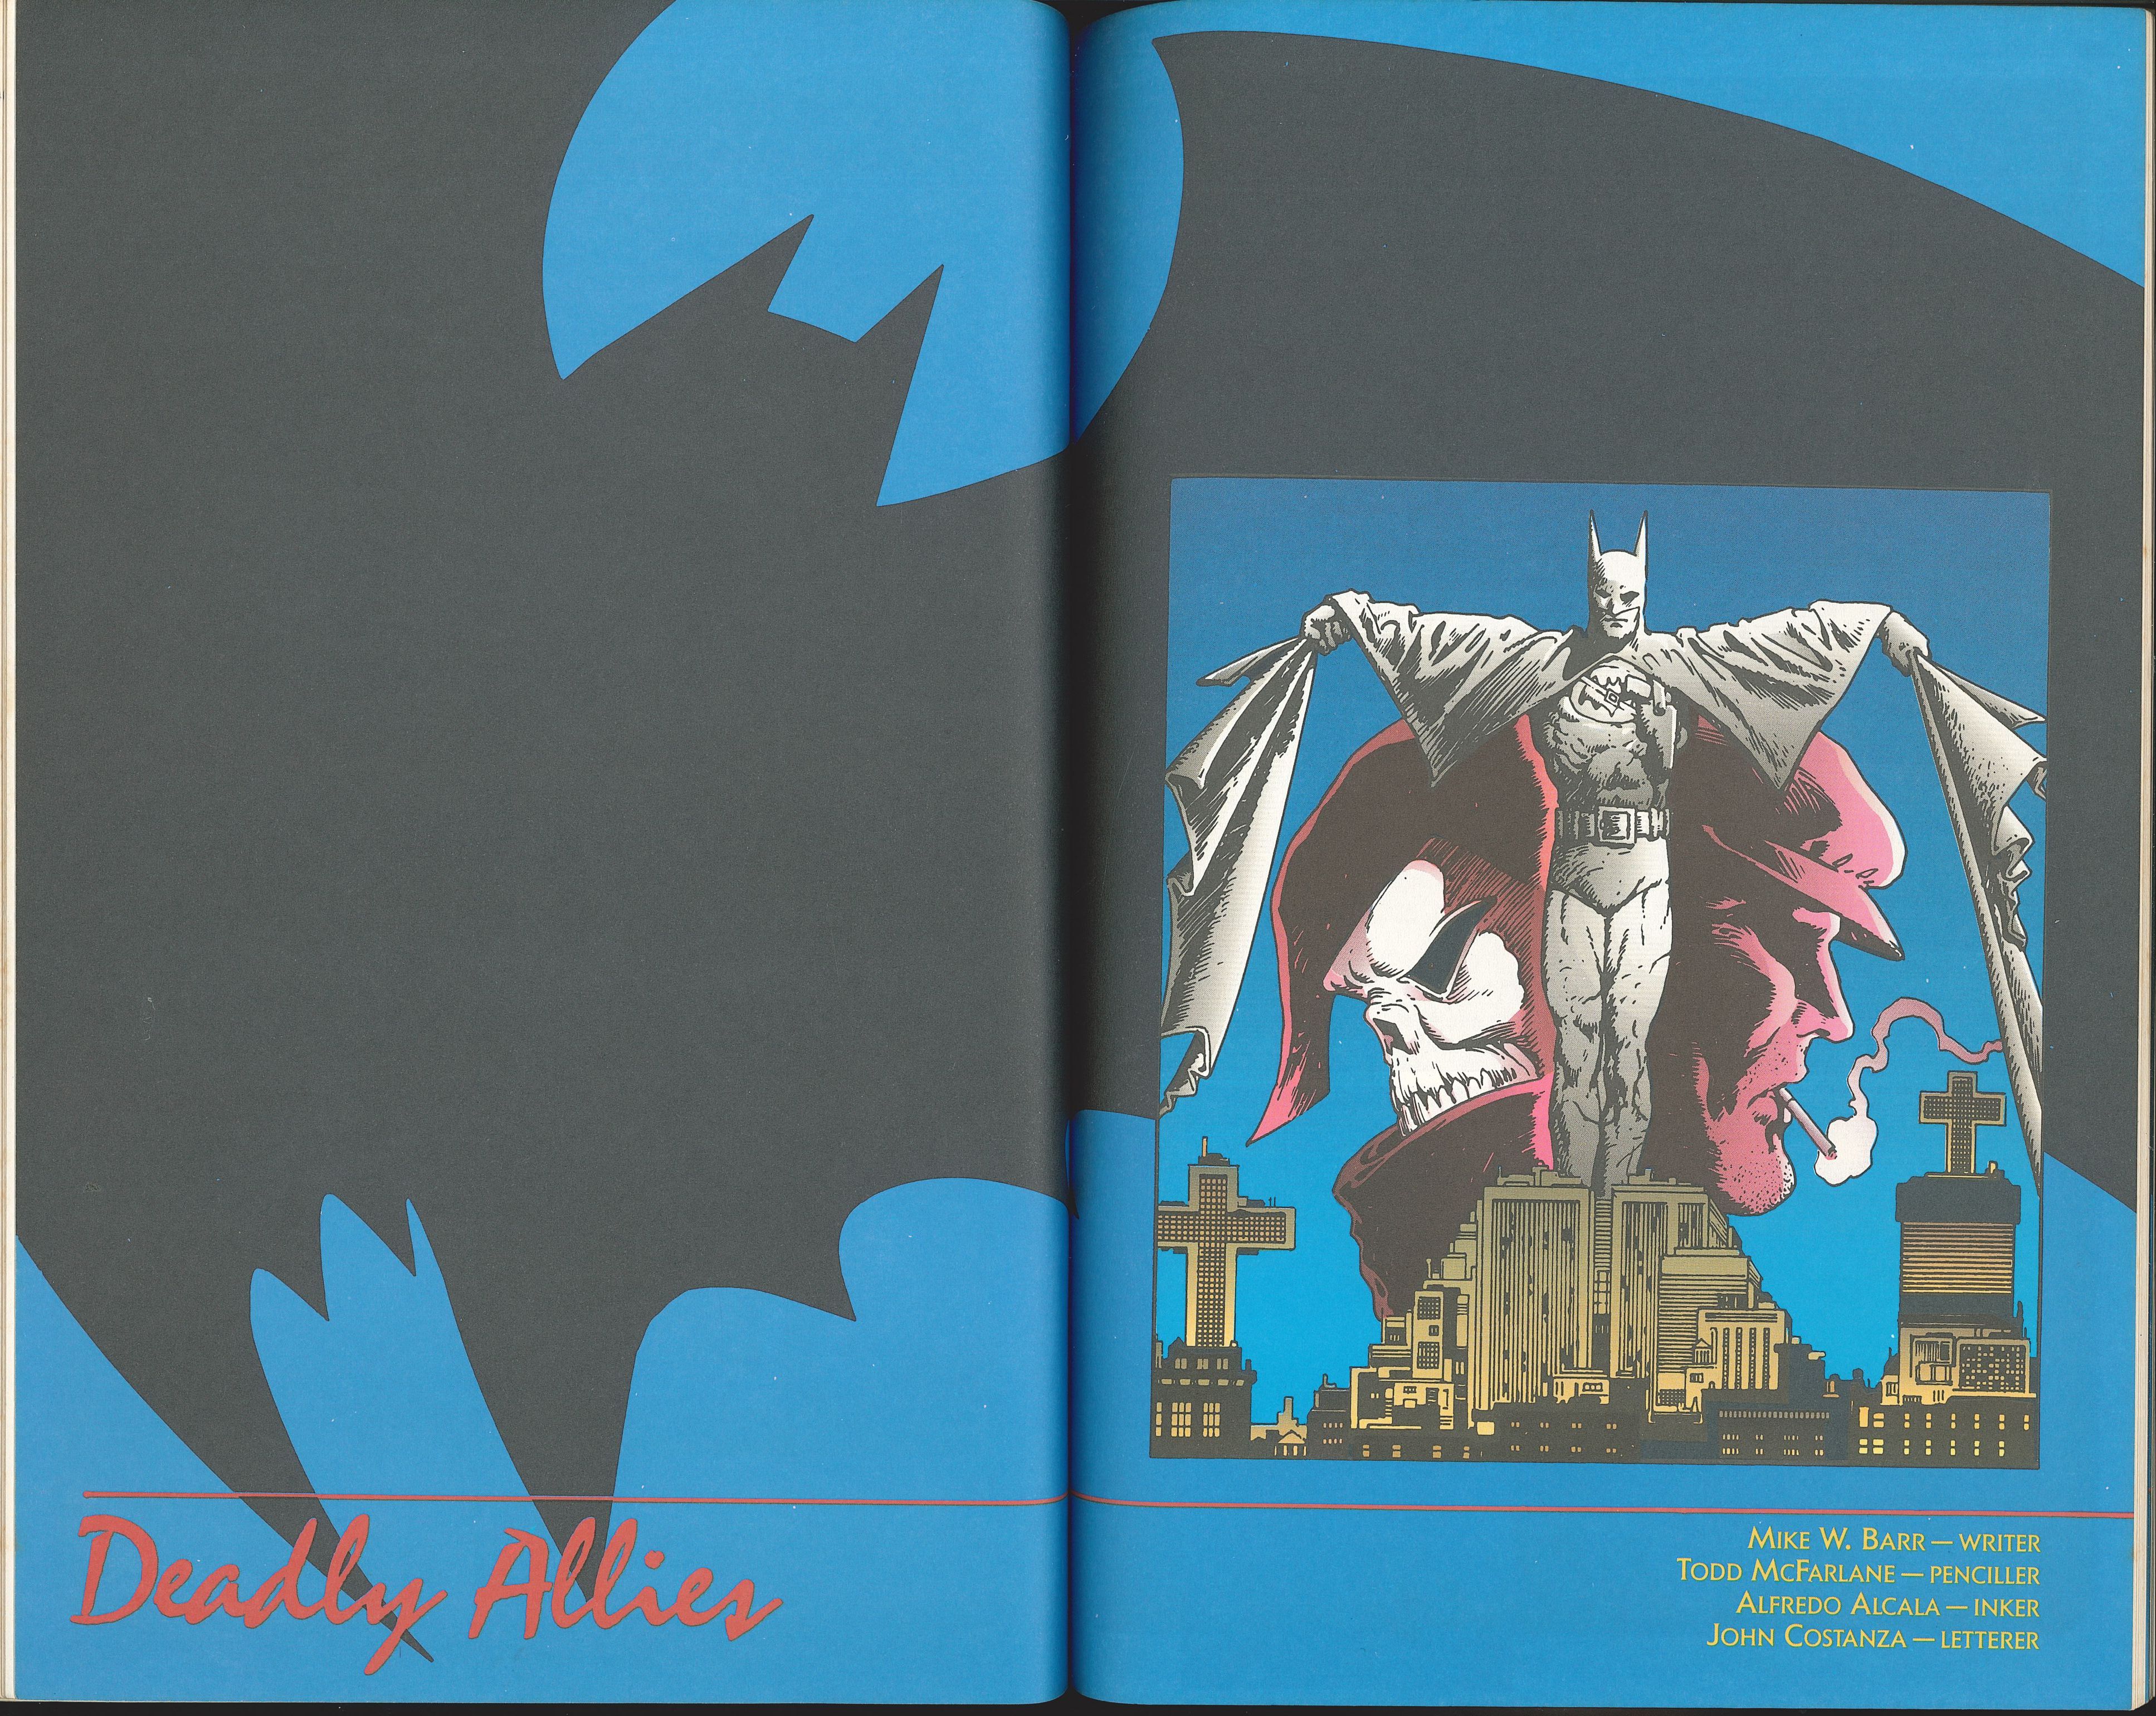 Deadly Allies
MIKE W. BARR — WRITER
TODD MCFARLANE — PENCILLER
ALFREDO ALCALA — INKER
JOHN COSTANZA — LETTERER